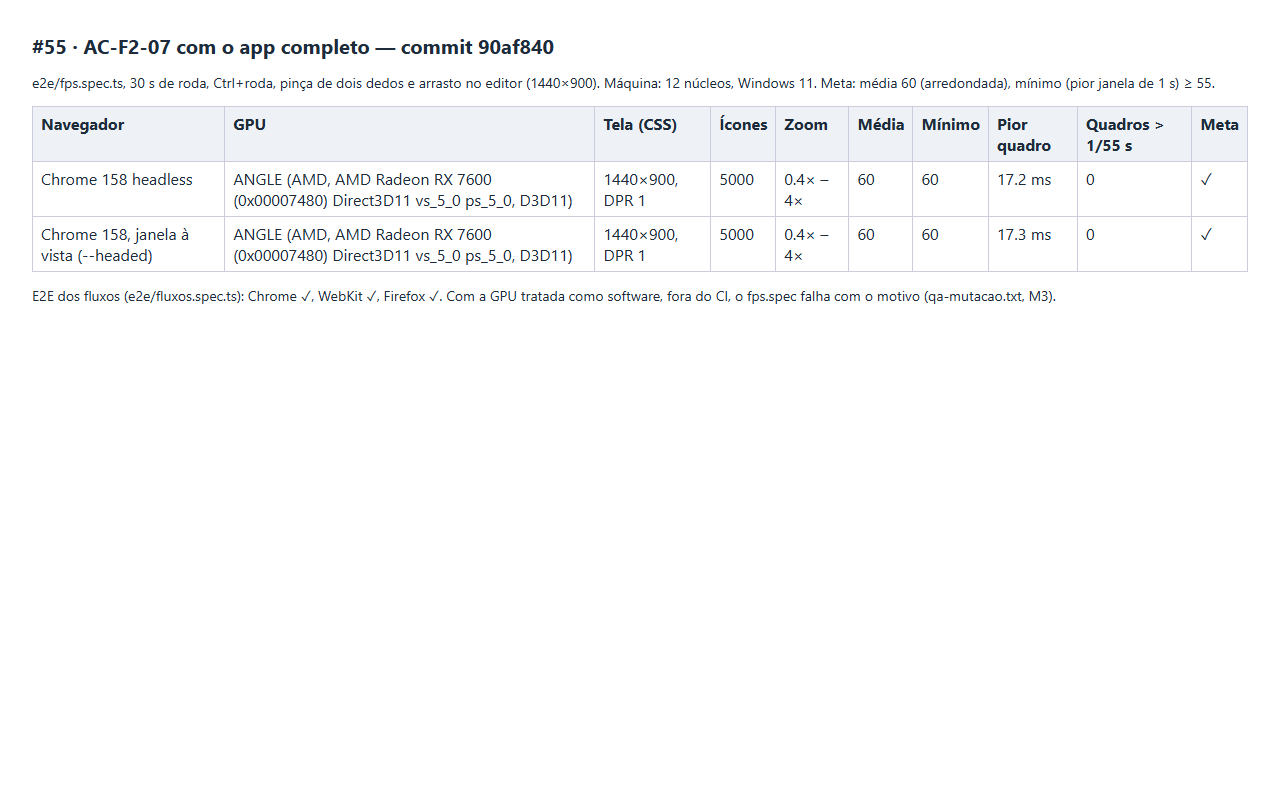 #55 · AC-F2-07 com o app completo — commit 90af840
e2e/fps.spec.ts, 30 s de roda, Ctrl+roda, pinça de dois dedos e arrasto no editor (1440×900). Máquina: 12 núcleos, Windows 11. Meta: média 60 (arredondada), mínimo (pior janela de 1 s) ≥ 55.
Navegador GPU Tela (CSS) Ícones Zoom Média Mínimo Pior quadro Quadros > 1/55 s Meta
Chrome 158 headless ANGLE (AMD, AMD Radeon RX 7600 (0x00007480) Direct3D11 vs_5_0 ps_5_0, D3D11) 1440×900, DPR 1 5000 0.4× – 4× 60 60 17.2 ms 0 ✓
Chrome 158, janela à vista (--headed) ANGLE (AMD, AMD Radeon RX 7600 (0x00007480) Direct3D11 vs_5_0 ps_5_0, D3D11) 1440×900, DPR 1 5000 0.4× – 4× 60 60 17.3 ms 0 ✓
E2E dos fluxos (e2e/fluxos.spec.ts): Chrome ✓, WebKit ✓, Firefox ✓. Com a GPU tratada como software, fora do CI, o fps.spec falha com o motivo (qa-mutacao.txt, M3).